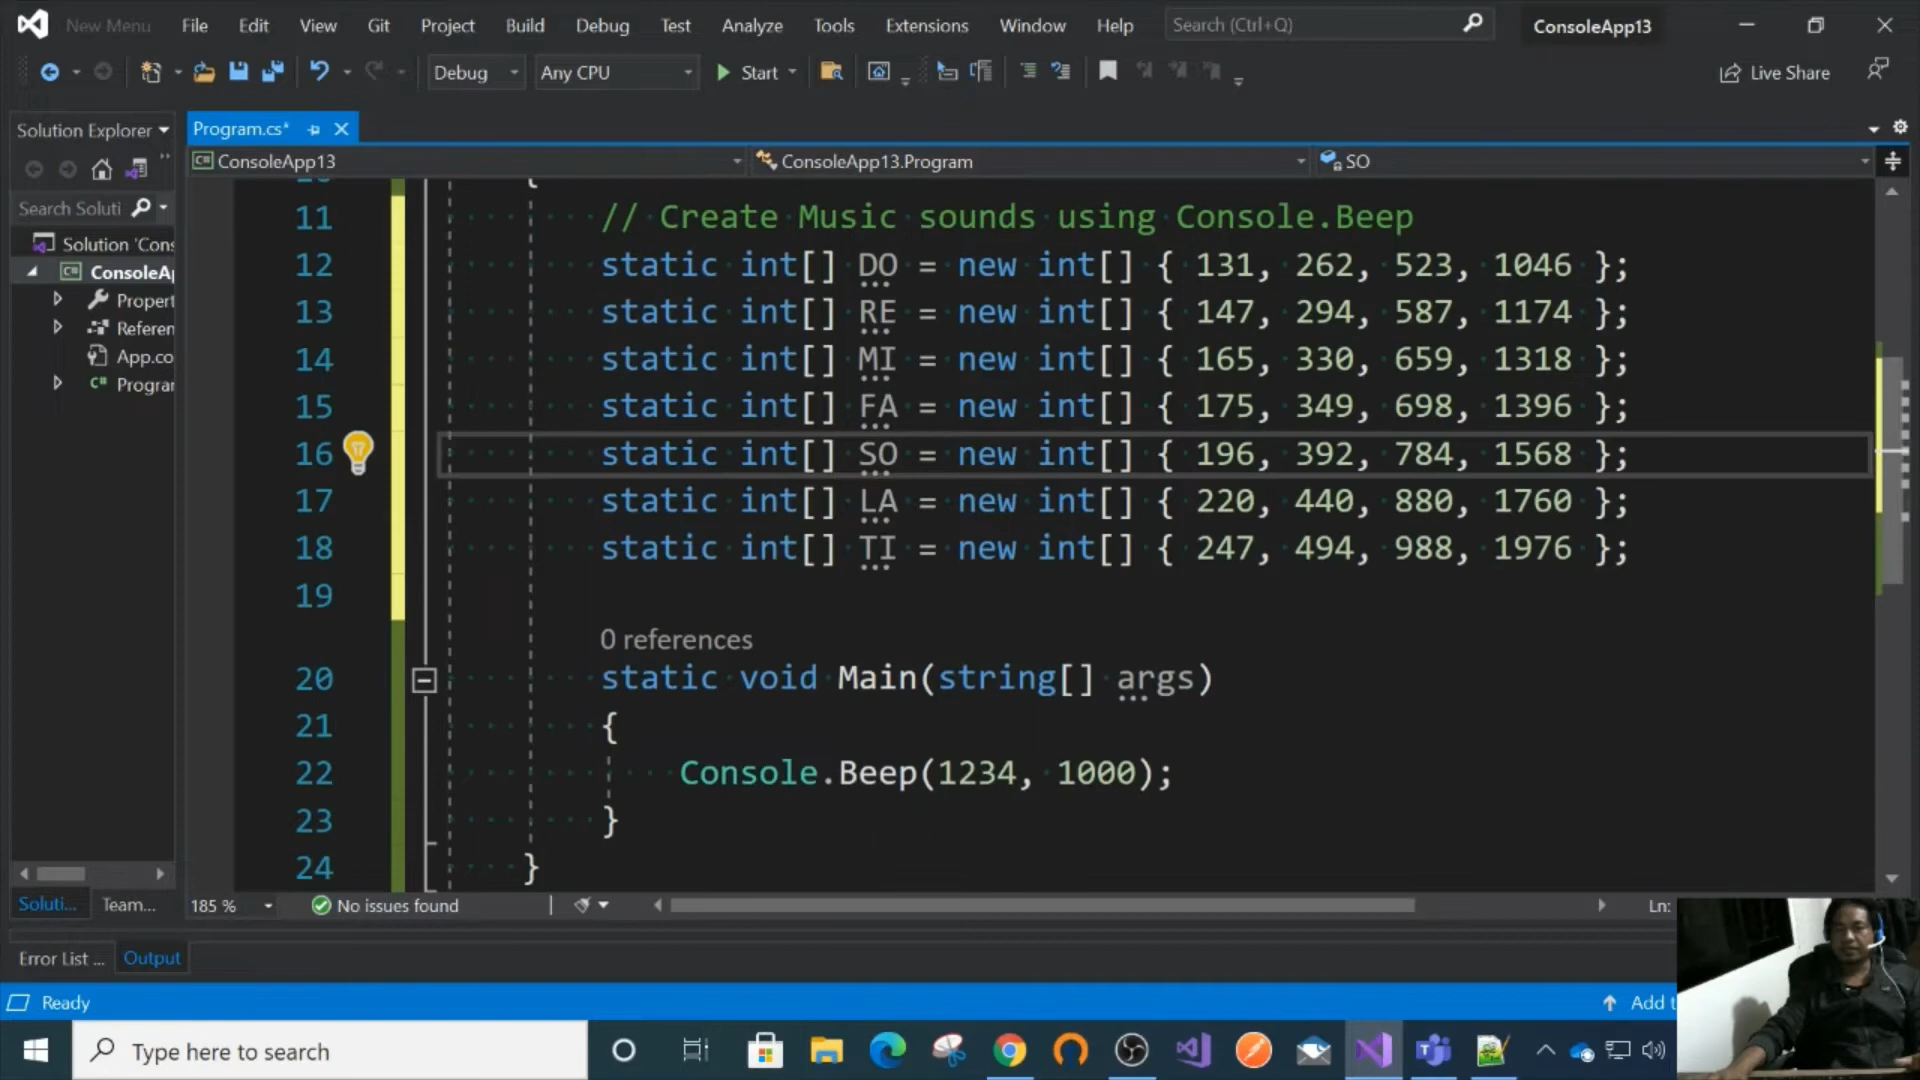 New Menu File Edit View Git Project Build Debug Test Analyze Tools Extensions Window Help Search (Ctrl+Q) ConsoleApp13
Debug Any CPU Start Live Share
Solution Explorer Program.cs*
ConsoleApp13 ConsoleApp13.Program SO
Search Soluti
Solution 'Cons
ConsoleAp
Propert
Referen
App.co
Progran
11 // Create Music sounds using Console.Beep
12 static int[] DO = new int[] { 131, 262, 523, 1046 };
13 static int[] RE = new int[] { 147, 294, 587, 1174 };
14 static int[] MI = new int[] { 165, 330, 659, 1318 };
15 static int[] FA = new int[] { 175, 349, 698, 1396 };
16 static int[] SO = new int[] { 196, 392, 784, 1568 };
17 static int[] LA = new int[] { 220, 440, 880, 1760 };
18 static int[] TI = new int[] { 247, 494, 988, 1976 };
19
0 references
20 static void Main(string[] args)
21 {
22 Console.Beep(1234, 1000);
23 }
24 }
Soluti... Team... 185 % No issues found Ln:
Error List ... Output
Ready Add t
Type here to search